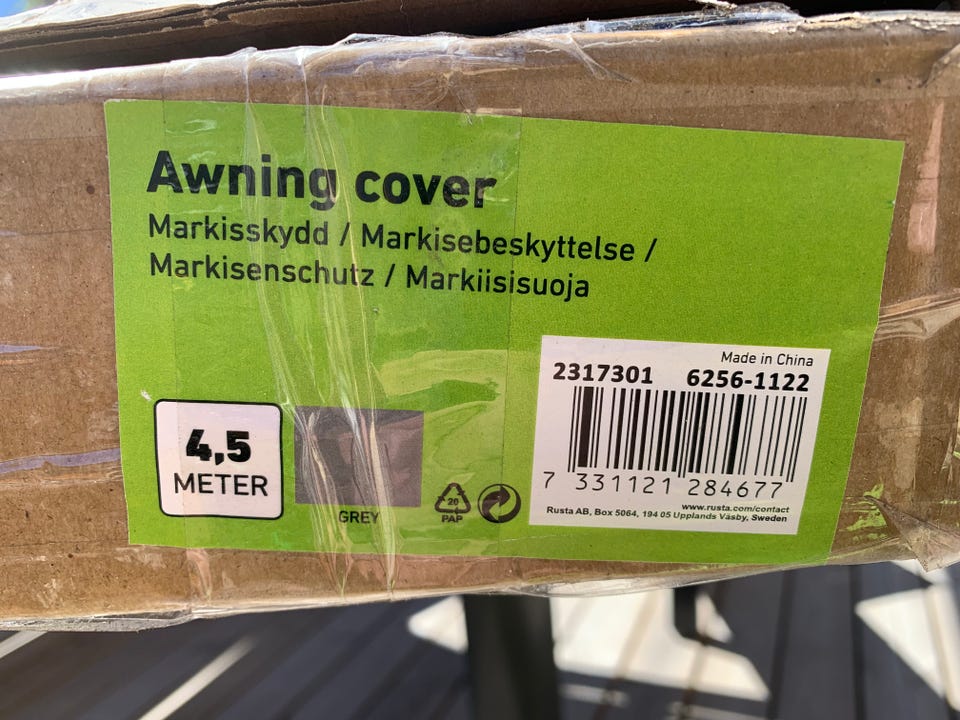 Awning cover
Markisskydd / Markisebeskyttelse /
Markisenschutz / Markiisisuoja
Made in China
2317301 6256-1122
7 331121 284677
www.rusta.com/contact
Rusta AB, Box 5064, 194 05 Upplands Väsby, Sweden
4,5
METER
GREY
20
PAP